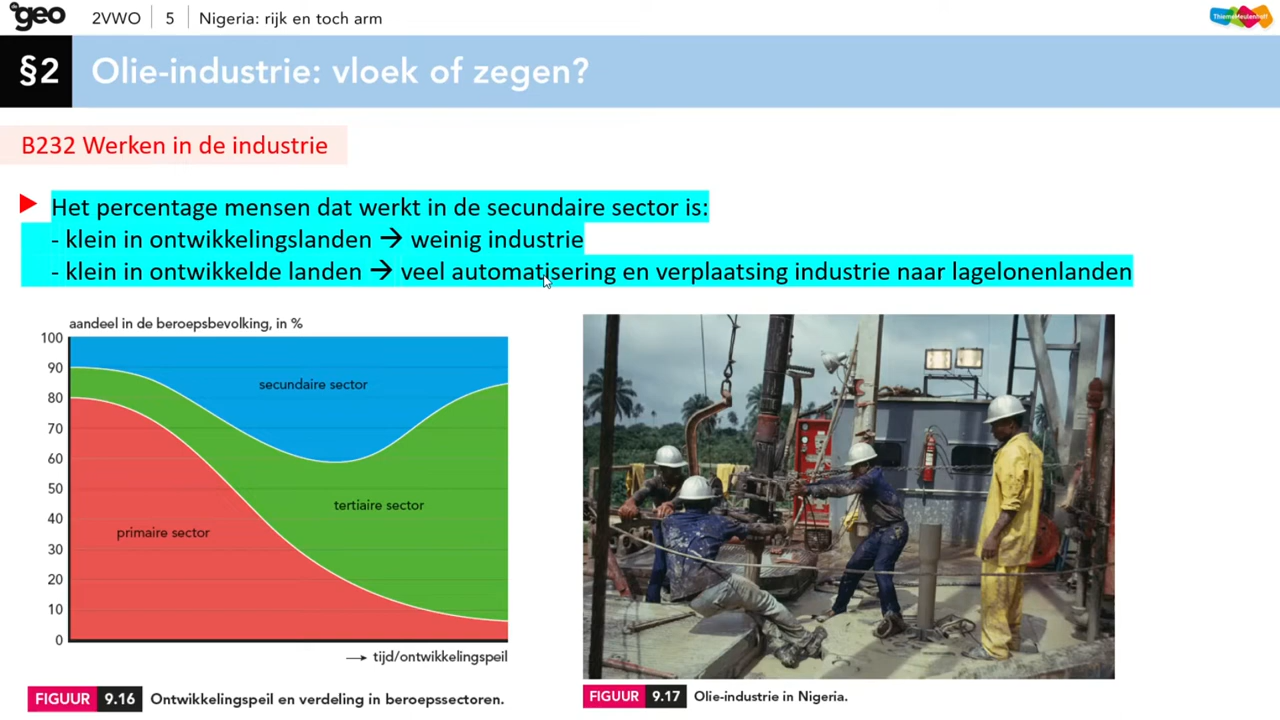 geo 2VWO 5 Nigeria: rijk en toch arm
ThiemeMeulenhoff
§2 Olie-industrie: vloek of zegen?
B232 Werken in de industrie
Het percentage mensen dat werkt in de secundaire sector is:
- klein in ontwikkelingslanden → weinig industrie
- klein in ontwikkelde landen → veel automatisering en verplaatsing industrie naar lagelonenlanden
aandeel in de beroepsbevolking, in %
100
90
80
70
60
50
40
30
20
10
0
secundaire sector
tertiaire sector
primaire sector
→ tijd/ontwikkelingspeil
FIGUUR 9.16 Ontwikkelingspeil en verdeling in beroepssectoren.
FIGUUR 9.17 Olie-industrie in Nigeria.